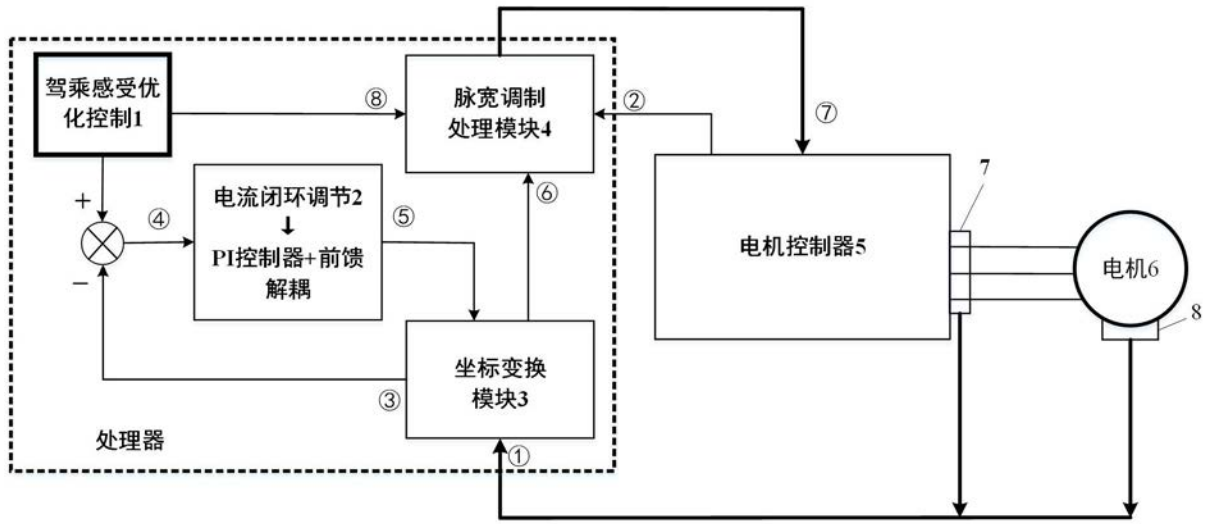 驾乘感受优
化控制1
⑧
脉宽调制
处理模块4
②
⑦
+
④
电流闭环调节2
↓
PI控制器+前馈
解耦
⑤
⑥
−
电机控制器5
7
电机6
8
③
坐标变换
模块3
处理器
①